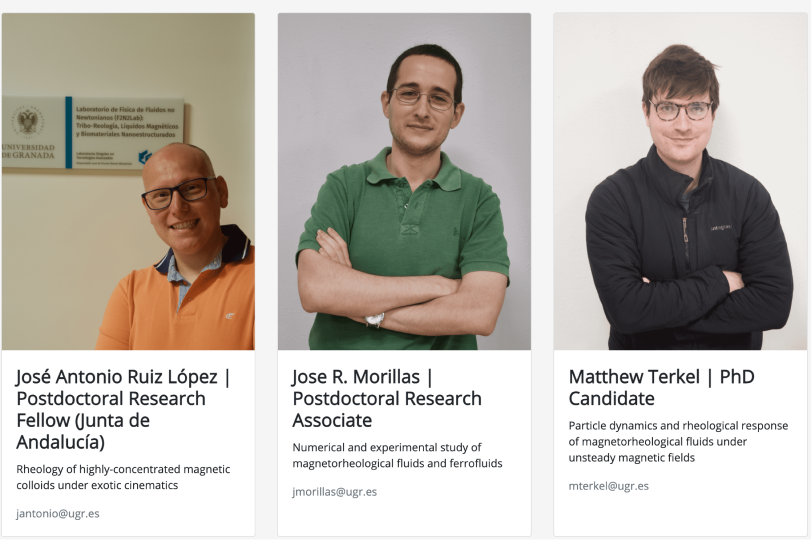 UNIVERSIDAD
DE GRANADA
Laboratorio de Física de Fluidos no
Newtonianos (F2N2Lab):
Tribo-Reología, Líquidos Magnéticos
y Biomateriales Nanoestructurados
José Antonio Ruiz López |
Postdoctoral Research
Fellow (Junta de
Andalucía)
Rheology of highly-concentrated magnetic
colloids under exotic cinematics
jantonio@ugr.es
Jose R. Morillas |
Postdoctoral Research
Associate
Numerical and experimental study of
magnetorheological fluids and ferrofluids
jmorillas@ugr.es
Matthew Terkel | PhD
Candidate
Particle dynamics and rheological response
of magnetorheological fluids under
unsteady magnetic fields
mterkel@ugr.es